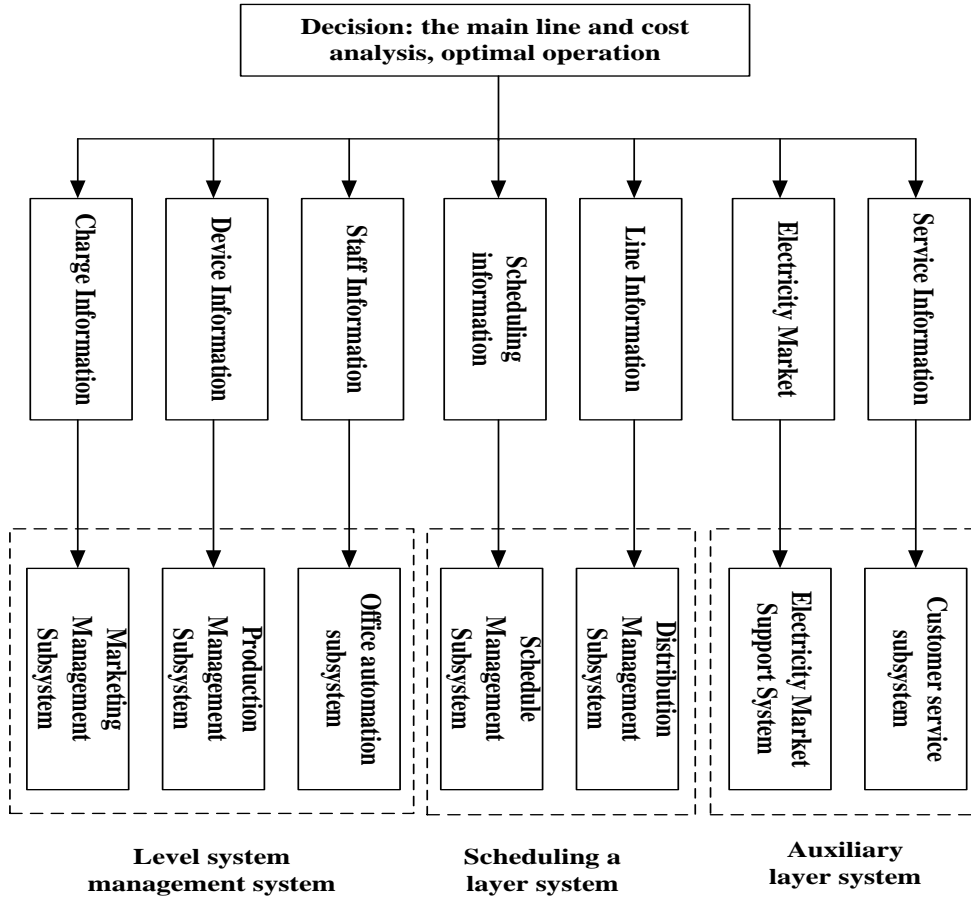 Decision: the main line and cost
analysis, optimal operation
Charge Information
Device Information
Staff Information
Scheduling
information
Line Information
Electricity Market
Service Information
Marketing
Management
Subsystem
Production
Management
Subsystem
Office automation
subsystem
Schedule
Management
Subsystem
Distribution
Management
Subsystem
Electricity Market
Support System
Customer service
subsystem
Level system
management system
Scheduling a
layer system
Auxiliary
layer system